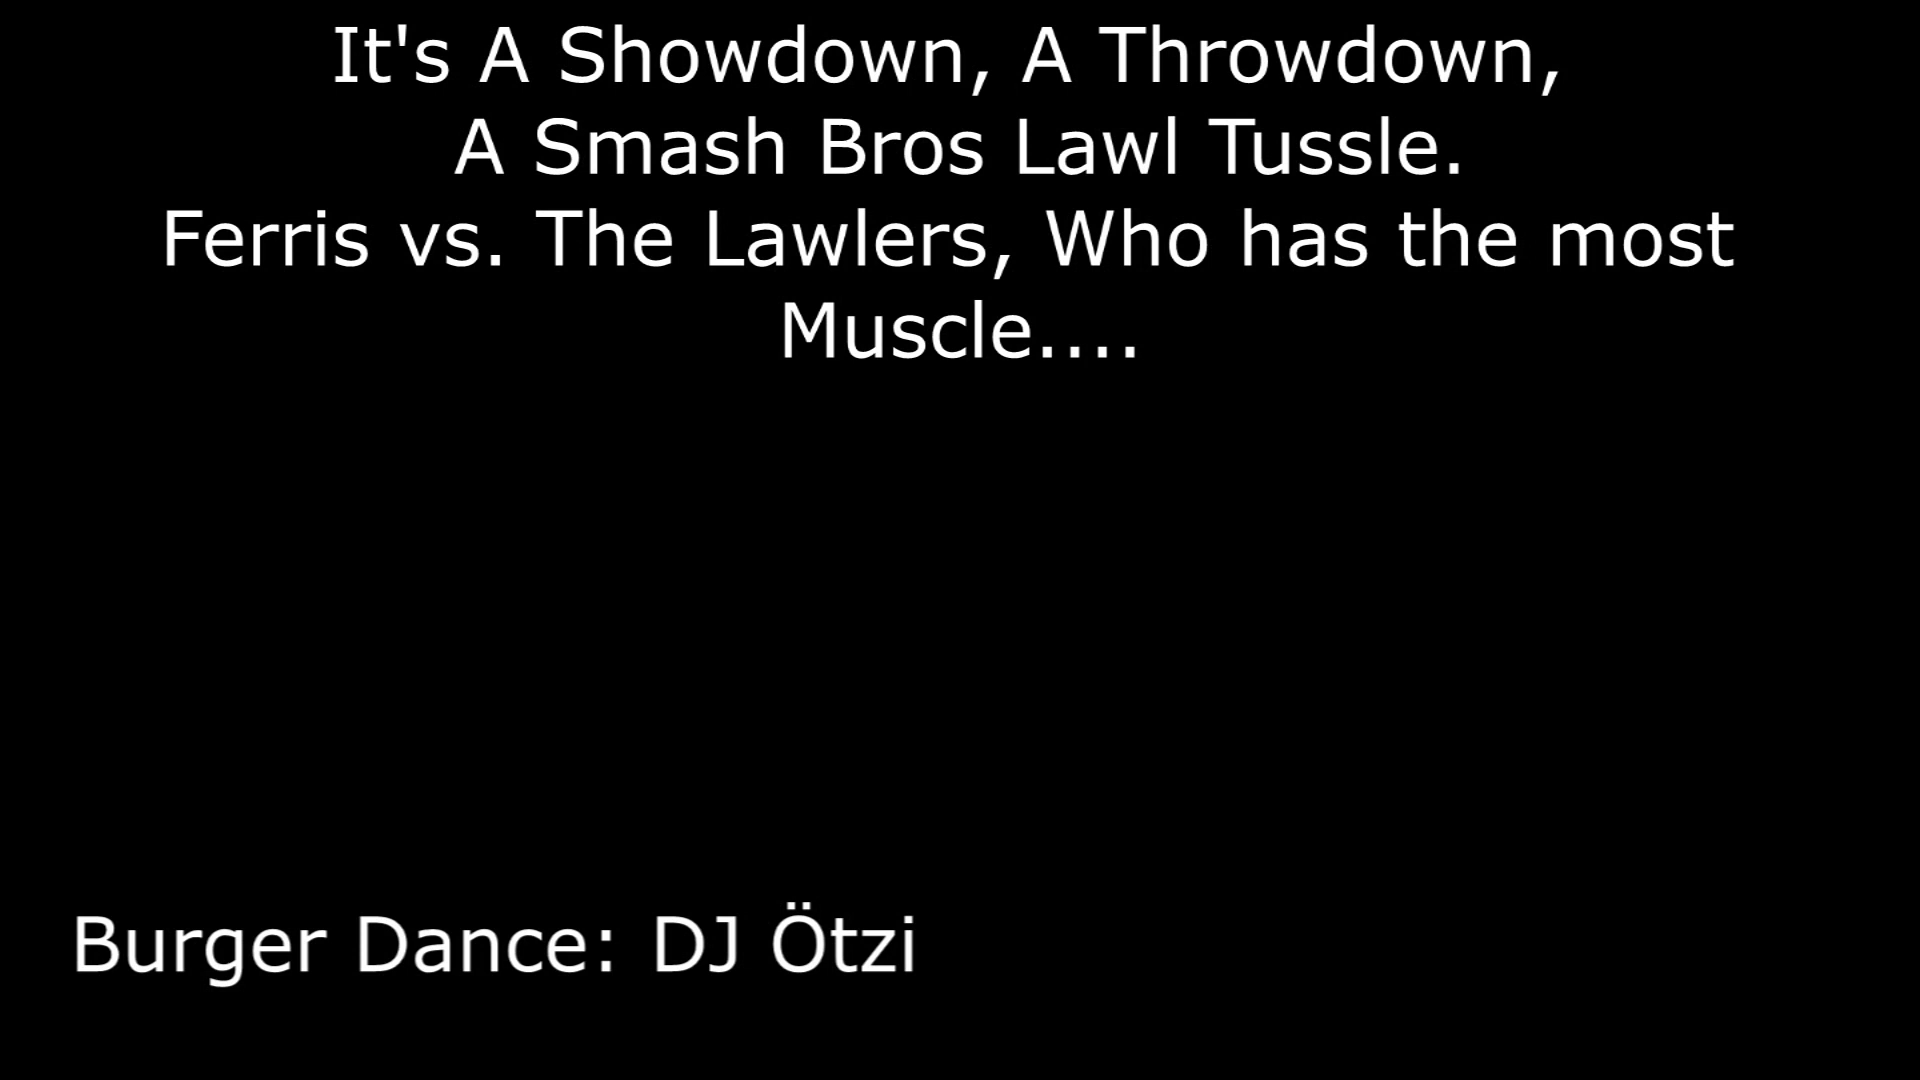 It's A Showdown, A Throwdown,
A Smash Bros Lawl Tussle.
Ferris vs. The Lawlers, Who has the most
Muscle....
Burger Dance: DJ Ötzi